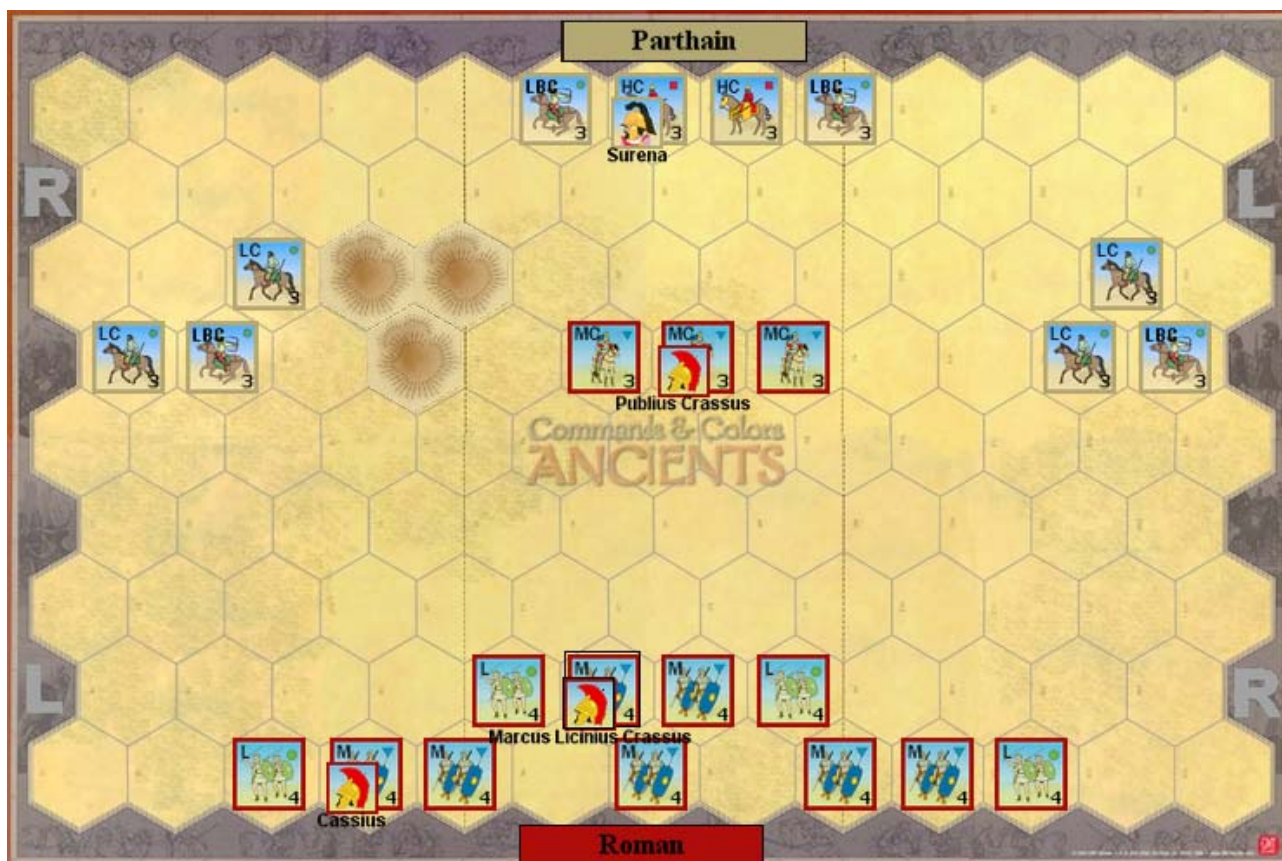 Parthain
LBC 3 HC 3 HC 3 LBC 3
Surena
R L
LC 3 LC 3
LC 3 LBC 3 MC 3 MC 3 MC 3 LC 3 LBC 3
Publius Crassus
Commands & Colors
ANCIENTS
L 4 M 4 M 4 L 4
L R
Marcus Licinius Crassus
L 4 M 4 M 4 M 4 M 4 M 4 L 4
Cassius
Roman